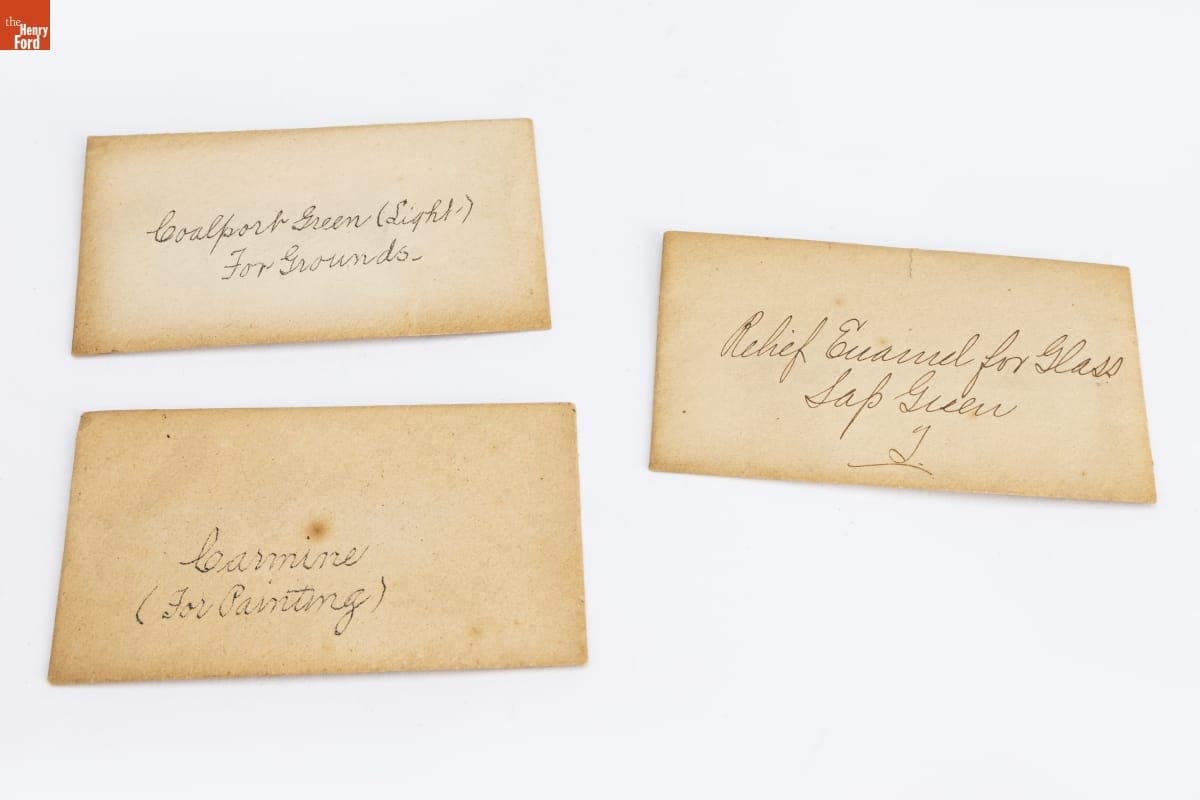 the
Henry
Ford
Coalport Green (Light)
For Grounds.
Relief Enamel for Glass
Sap Green
Carmine
(For Painting)